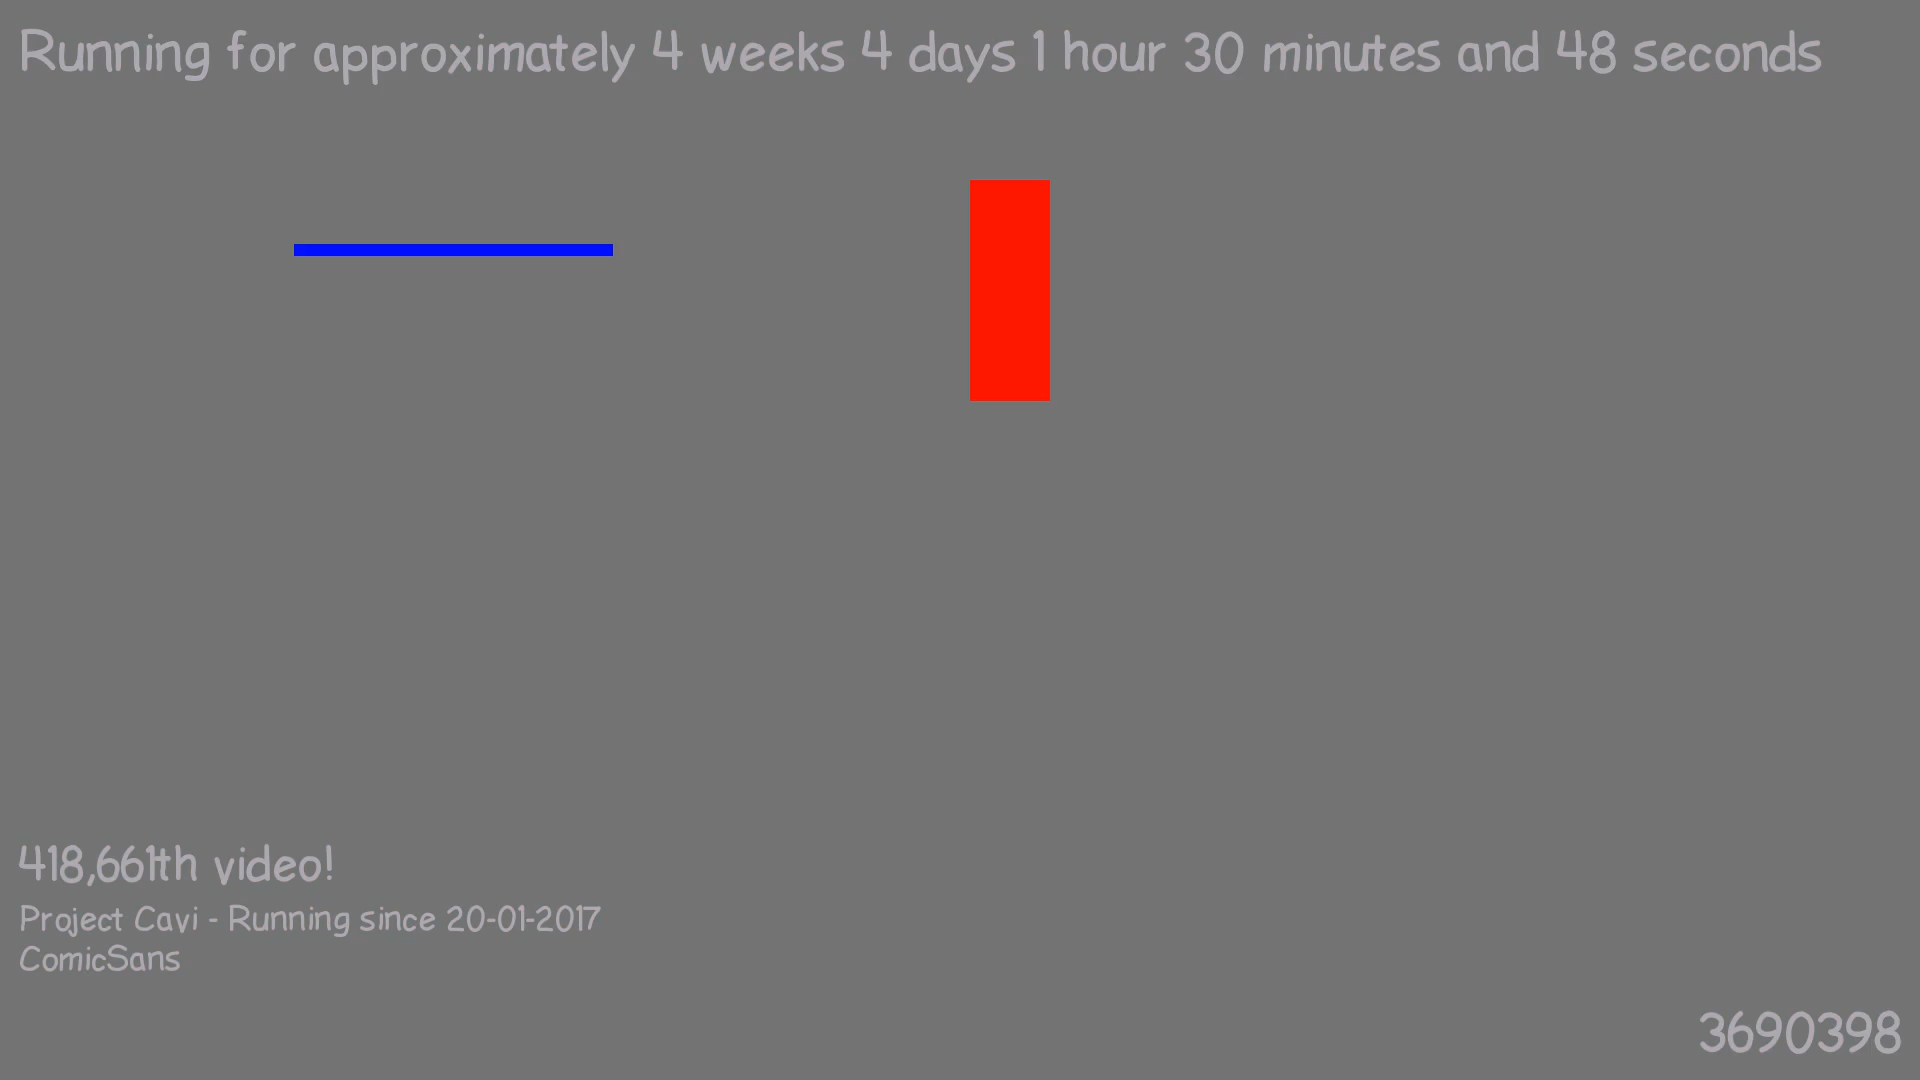 Running for approximately 4 weeks 4 days 1 hour 30 minutes and 48 seconds
418,661th video!
Project Cavi - Running since 20-01-2017
ComicSans
3690398